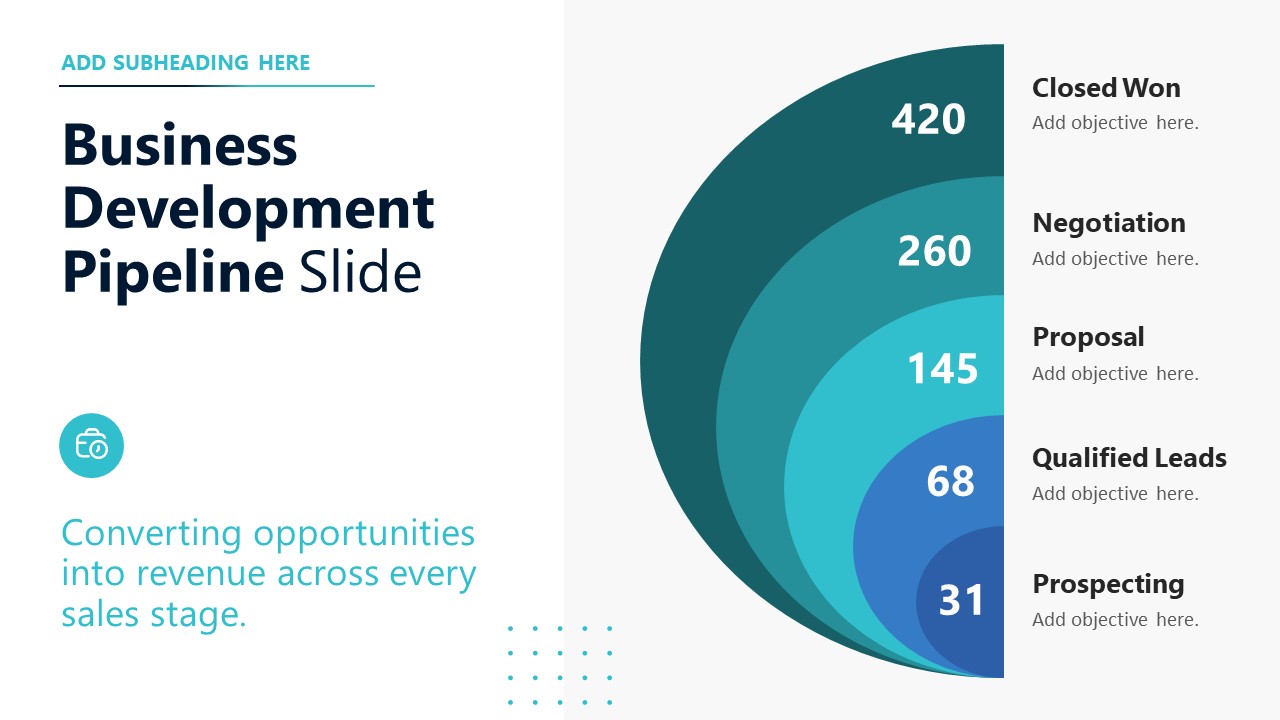 ADD SUBHEADING HERE
Business
Development
Pipeline Slide
Converting opportunities
into revenue across every
sales stage.
420
Closed Won
Add objective here.
260
Negotiation
Add objective here.
145
Proposal
Add objective here.
68
Qualified Leads
Add objective here.
31
Prospecting
Add objective here.